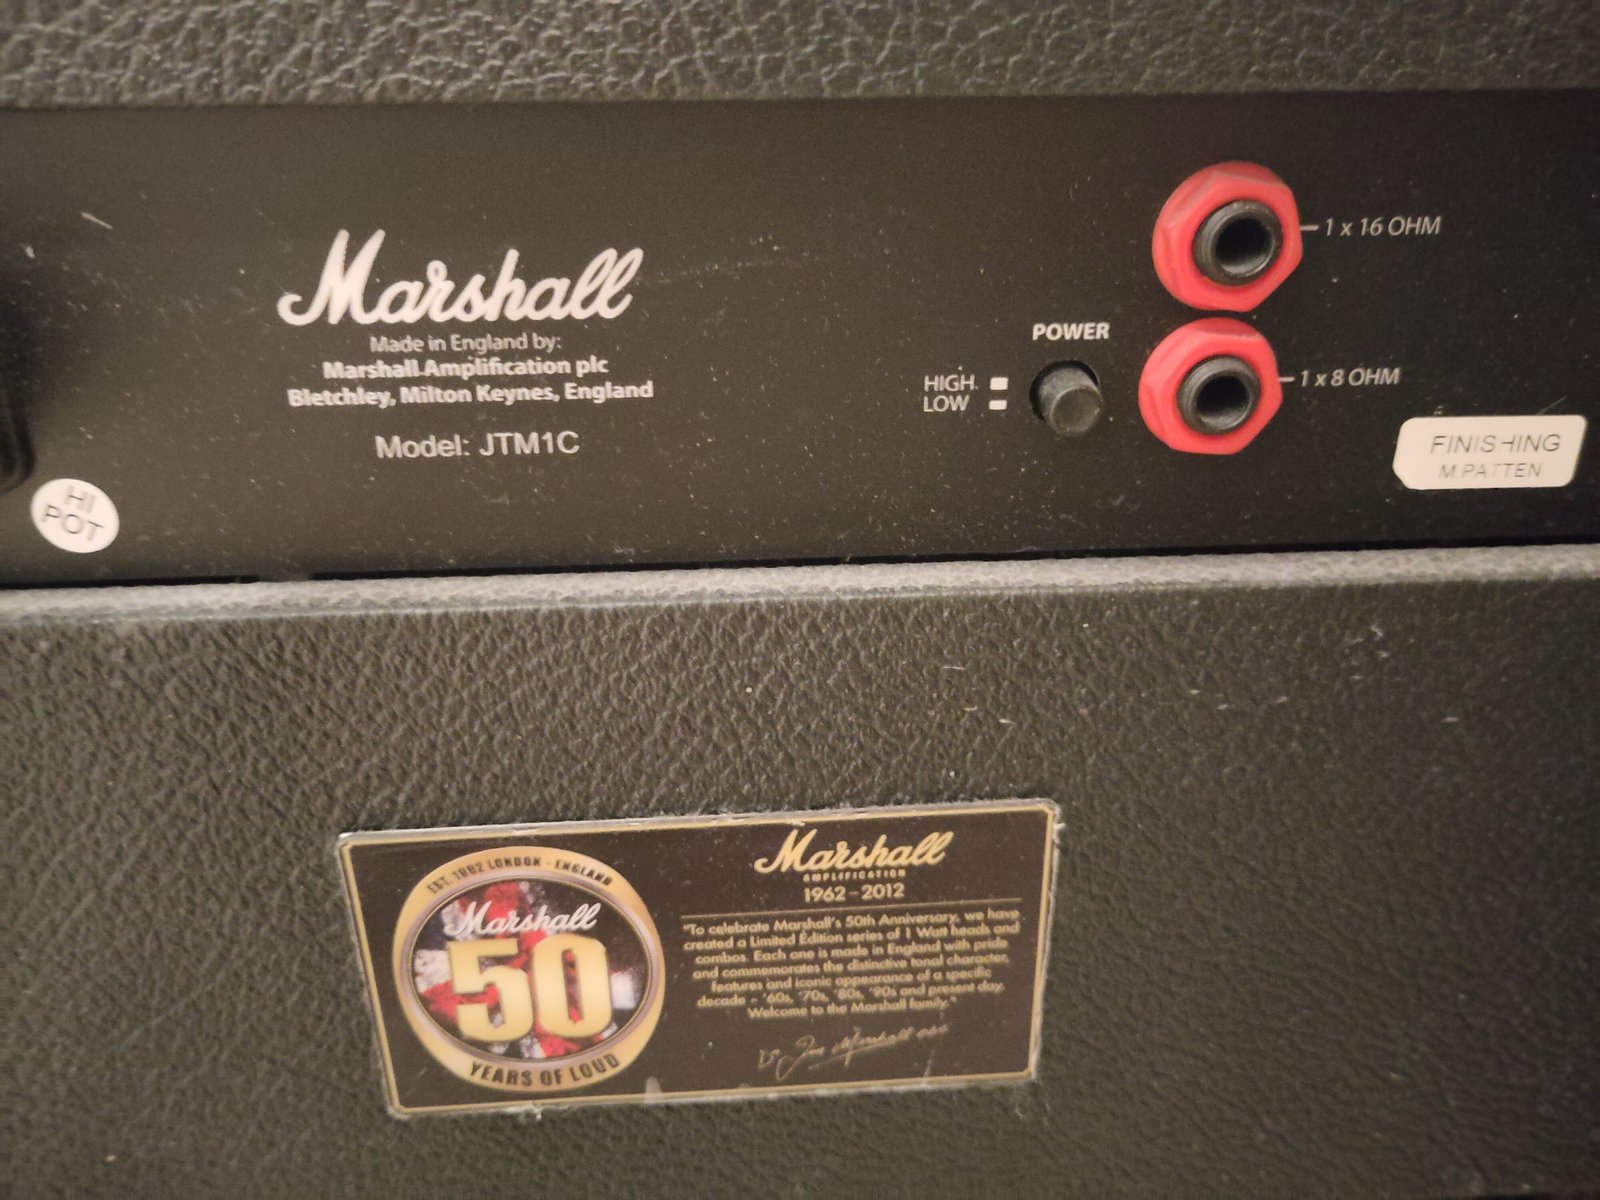 Marshall
Made in England by:
Marshall Amplification plc
Bletchley, Milton Keynes, England
Model: JTM1C
HI
POT
POWER
HIGH
LOW
1 x 16 OHM
1 x 8 OHM
FINISHING
M.PATTEN
EST. 1962 LONDON - ENGLAND
Marshall
50
YEARS OF LOUD
Marshall
AMPLIFICATION
1962 - 2012
"To celebrate Marshall's 50th Anniversary, we have
created a Limited Edition series of 1 Watt heads and
combos. Each one is made in England with pride
and commemorates the distinctive tonal character,
features and iconic appearance of a specific
decade - '60s, '70s, '80s, '90s and present day.
Welcome to the Marshall family."
Jim Marshall